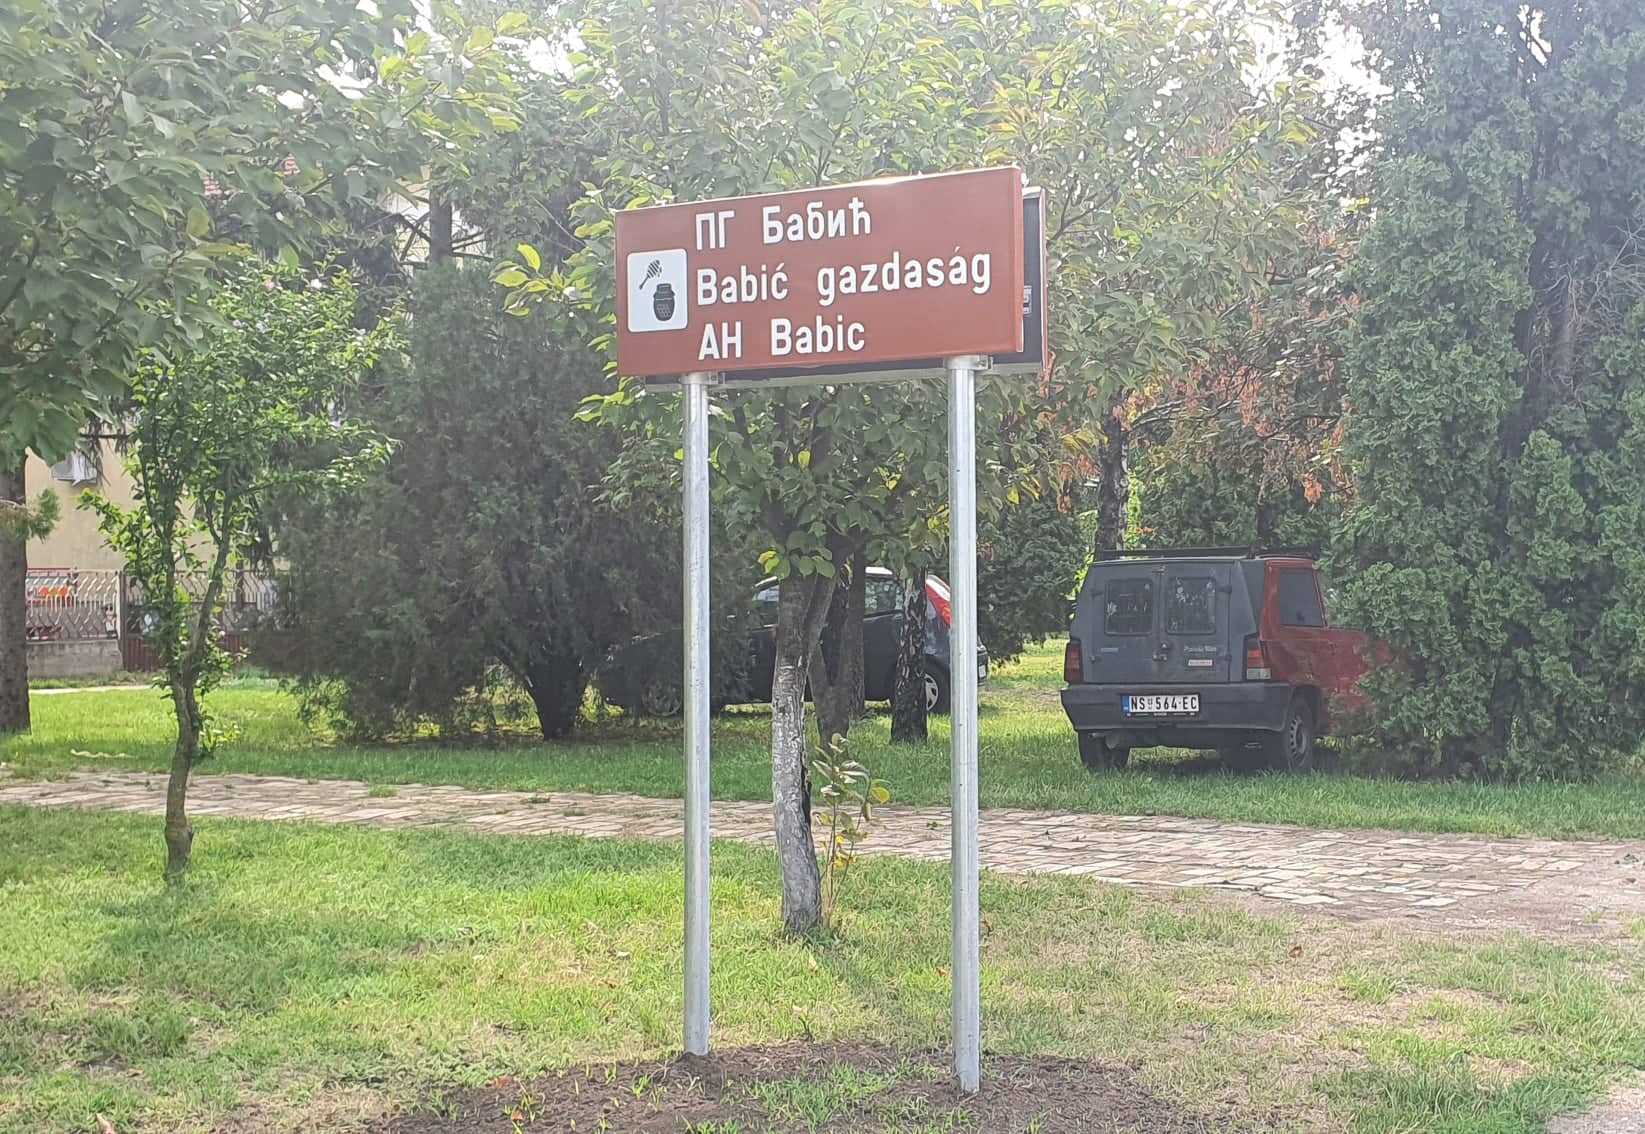 ПГ Бабић
Babić gazdaság
AH Babic
NS 564-EC